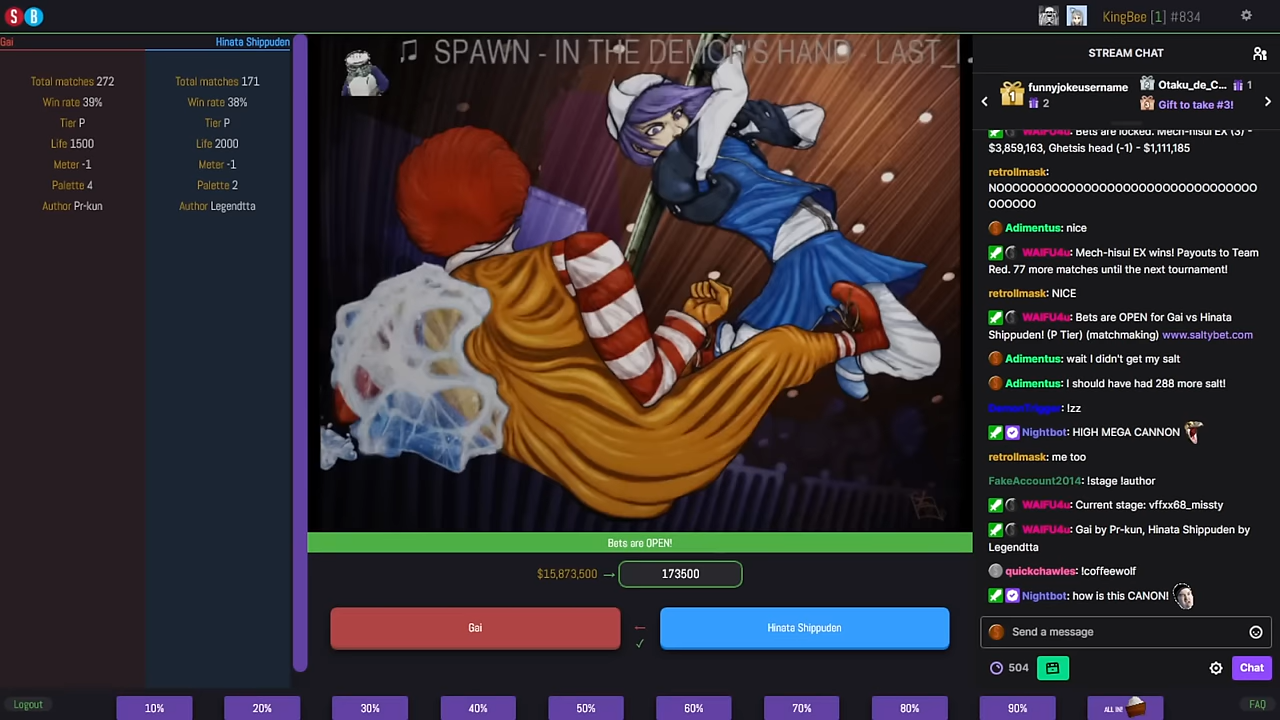 S B
KingBee [1] #834
Gai
Hinata Shippuden
Total matches 272
Win rate 39%
Tier P
Life 1500
Meter -1
Palette 4
Author Pr-kun
Total matches 171
Win rate 38%
Tier P
Life 2000
Meter -1
Palette 2
Author Legendtta
SPAWN - IN THE DEMON'S HAND - LAST_
Bets are OPEN!
$15,873,500 → 173500
Gai
←
✓
Hinata Shippuden
STREAM CHAT
1 funnyjokeusername
2
2 Otaku_de_C... 1
3 Gift to take #3!
WAIFU4u: Bets are locked. Mech-hisui EX (3) -
$3,859,163, Ghetsis head (-1) - $1,111,185
retrollmask:
NOOOOOOOOOOOOOOOOOOOOOOOOOOOOOOO
OOOOOO
Adimentus: nice
WAIFU4u: Mech-hisui EX wins! Payouts to Team
Red. 77 more matches until the next tournament!
retrollmask: NICE
WAIFU4u: Bets are OPEN for Gai vs Hinata
Shippuden! (P Tier) (matchmaking) www.saltybet.com
Adimentus: wait I didn't get my salt
Adimentus: I should have had 288 more salt!
: !zz
Nightbot: HIGH MEGA CANNON
retrollmask: me too
FakeAccount2014: !stage !author
WAIFU4u: Current stage: vffxx68_missty
WAIFU4u: Gai by Pr-kun, Hinata Shippuden by
Legendtta
quickchawles: !coffeewolf
Nightbot: how is this CANON!
Send a message
504
Chat
Logout
10%
20%
30%
40%
50%
60%
70%
80%
90%
ALL IN!
FAQ